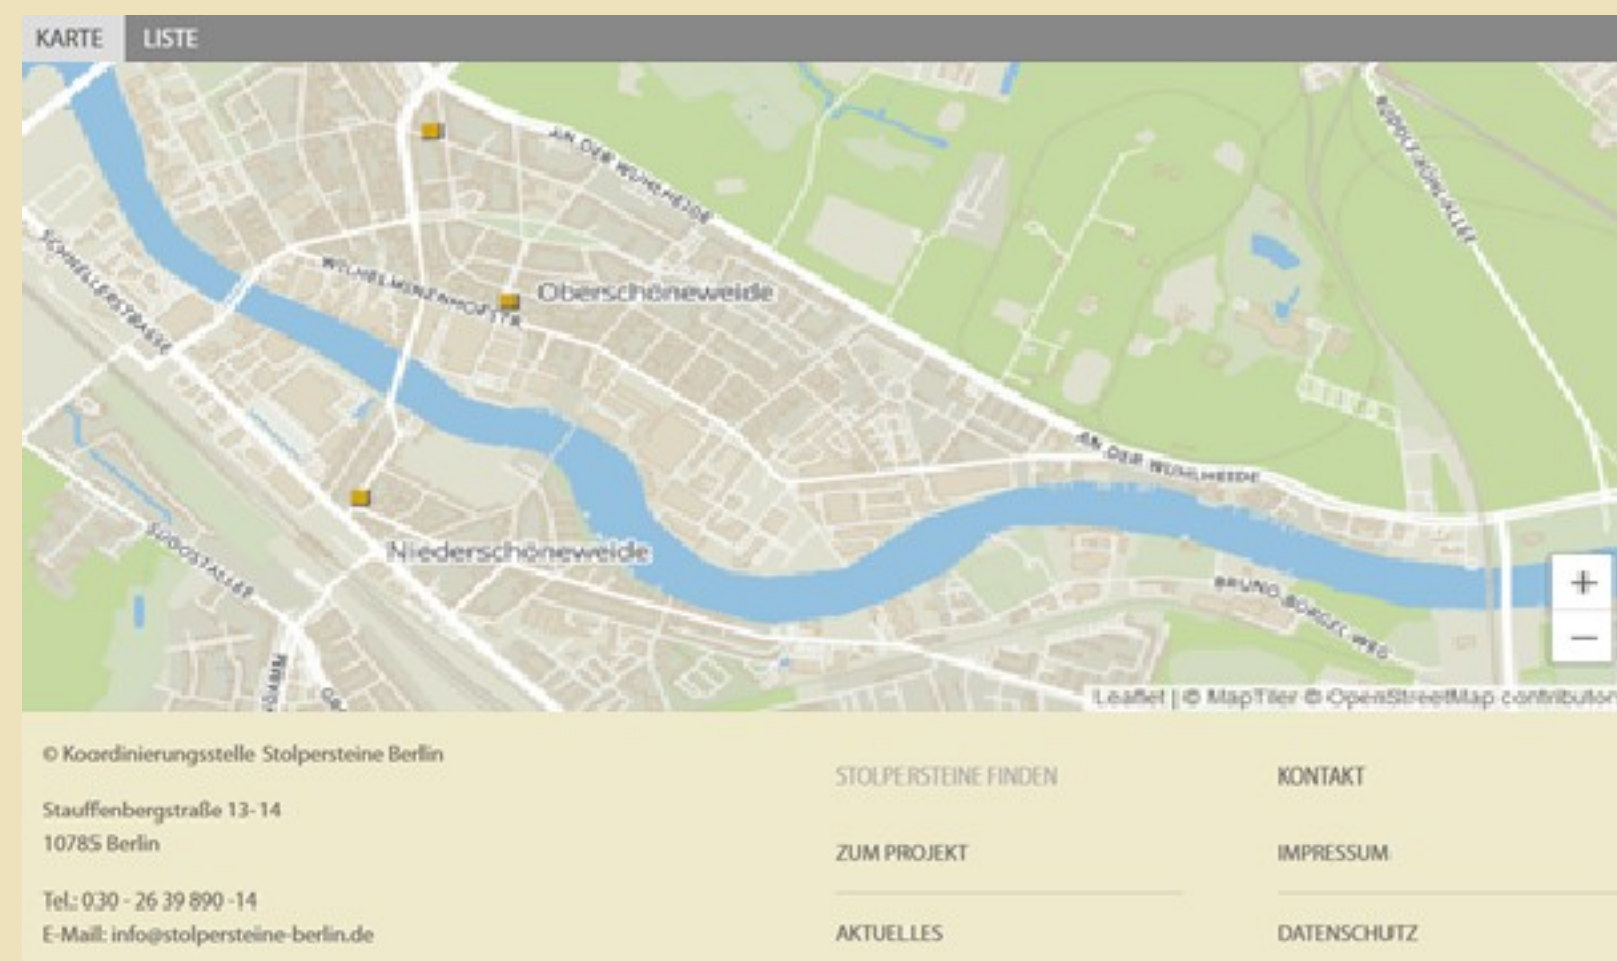 KARTE LISTE
AN DER WUHLHEIDE
SCHNELLERSTRASSE
WILHELMINENHOFSTR
Oberschöneweide
AN DER WUHLHEIDE
Niederschöneweide
SÜDOSTALLEE
BRUNO-BÜRGEL-WEG
Leaflet | © MapTiler © OpenStreetMap contributor
© Koordinierungsstelle Stolpersteine Berlin
Stauffenbergstraße 13-14
10785 Berlin
Tel.: 030 - 26 39 890 -14
E-Mail: info@stolpersteine-berlin.de
STOLPERSTEINE FINDEN
ZUM PROJEKT
AKTUELLES
KONTAKT
IMPRESSUM
DATENSCHUTZ